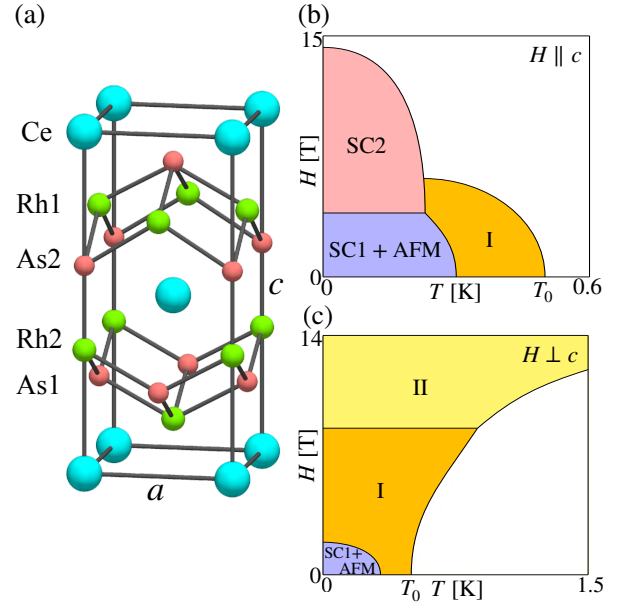 (a)
Ce
Rh1
As2
Rh2
As1
c
a
(b)
15
H ∥ c
H [T]
SC2
SC1 + AFM
I
0
0
T [K]
T₀
0.6
(c)
14
H ⊥ c
II
H [T]
I
SC1+
AFM
0
0
T₀
T [K]
1.5